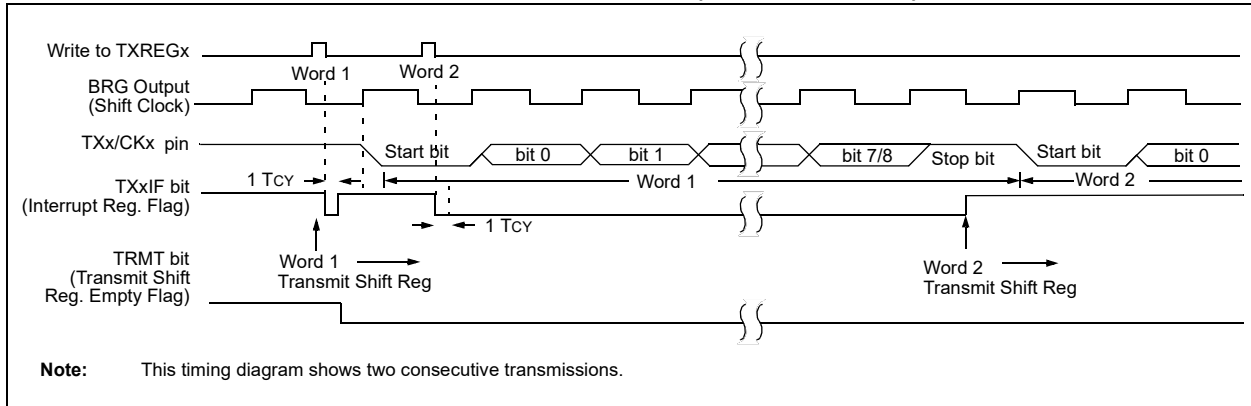 Write to TXREGx
Word 1
Word 2
BRG Output
(Shift Clock)
TXx/CKx pin
Start bit
bit 0
bit 1
bit 7/8
Stop bit
Start bit
bit 0
1 TCY
Word 1
Word 2
TXxIF bit
(Interrupt Reg. Flag)
1 TCY
Word 1
Transmit Shift Reg
Word 2
Transmit Shift Reg
TRMT bit
(Transmit Shift
Reg. Empty Flag)
Note: This timing diagram shows two consecutive transmissions.